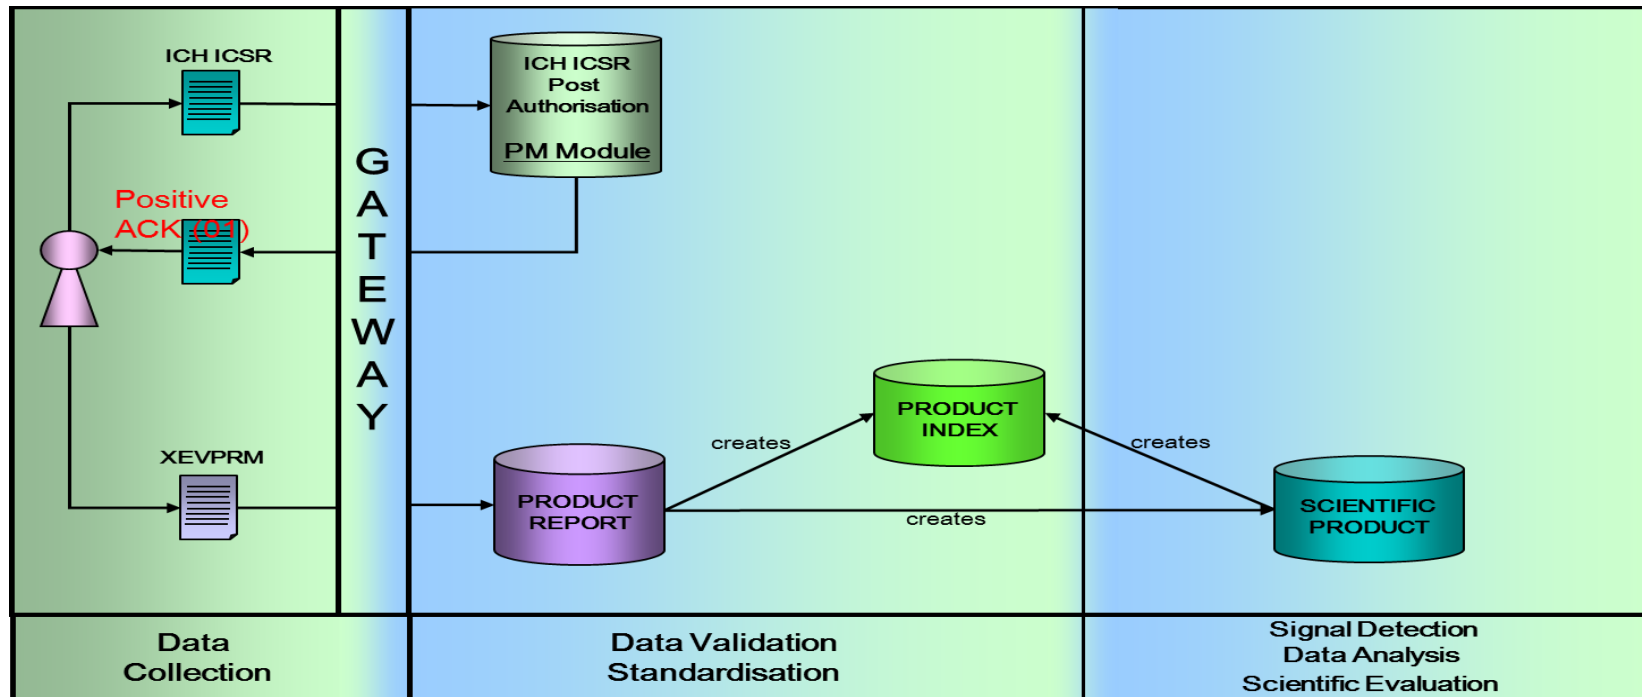 ICH ICSR
ICH ICSR
Post
Authorisation
PM Module
Positive
ACK (01)
G
A
T
E
W
A
Y
PRODUCT
INDEX
creates
creates
XEVPRM
PRODUCT
REPORT
creates
SCIENTIFIC
PRODUCT
Data
Collection
Data Validation
Standardisation
Signal Detection
Data Analysis
Scientific Evaluation